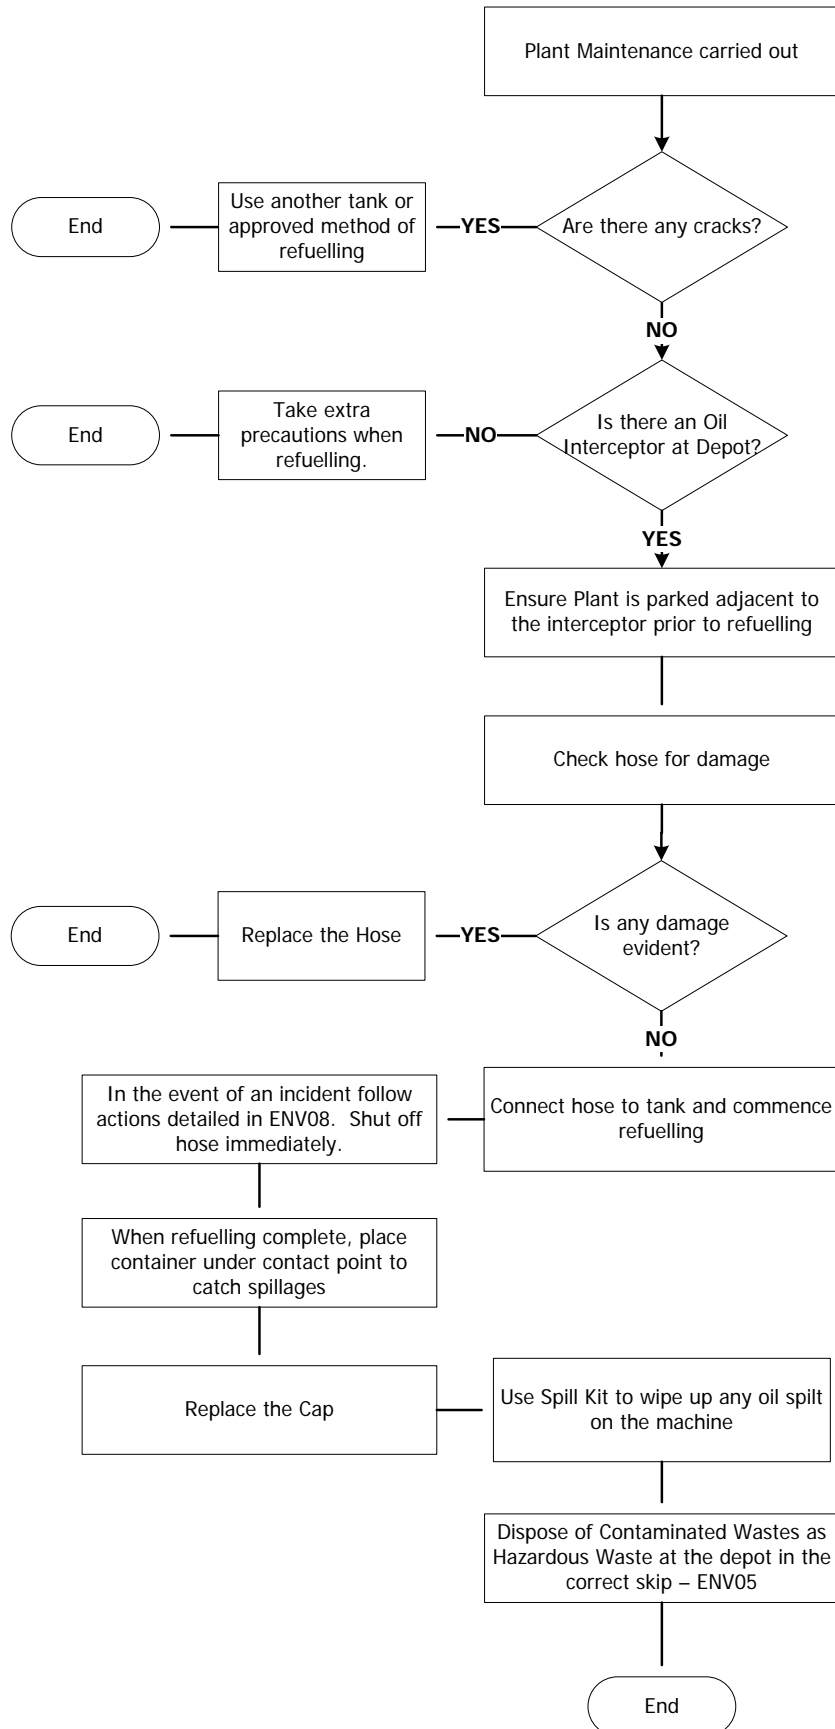 Plant Maintenance carried out
Are there any cracks?
YES
Use another tank or
approved method of
refuelling
End
NO
Is there an Oil
Interceptor at Depot?
NO
Take extra
precautions when
refuelling.
End
YES
Ensure Plant is parked adjacent to
the interceptor prior to refuelling
Check hose for damage
Is any damage
evident?
YES
Replace the Hose
End
NO
Connect hose to tank and commence
refuelling
In the event of an incident follow
actions detailed in ENV08.  Shut off
hose immediately.
When refuelling complete, place
container under contact point to
catch spillages
Replace the Cap
Use Spill Kit to wipe up any oil spilt
on the machine
Dispose of Contaminated Wastes as
Hazardous Waste at the depot in the
correct skip – ENV05
End